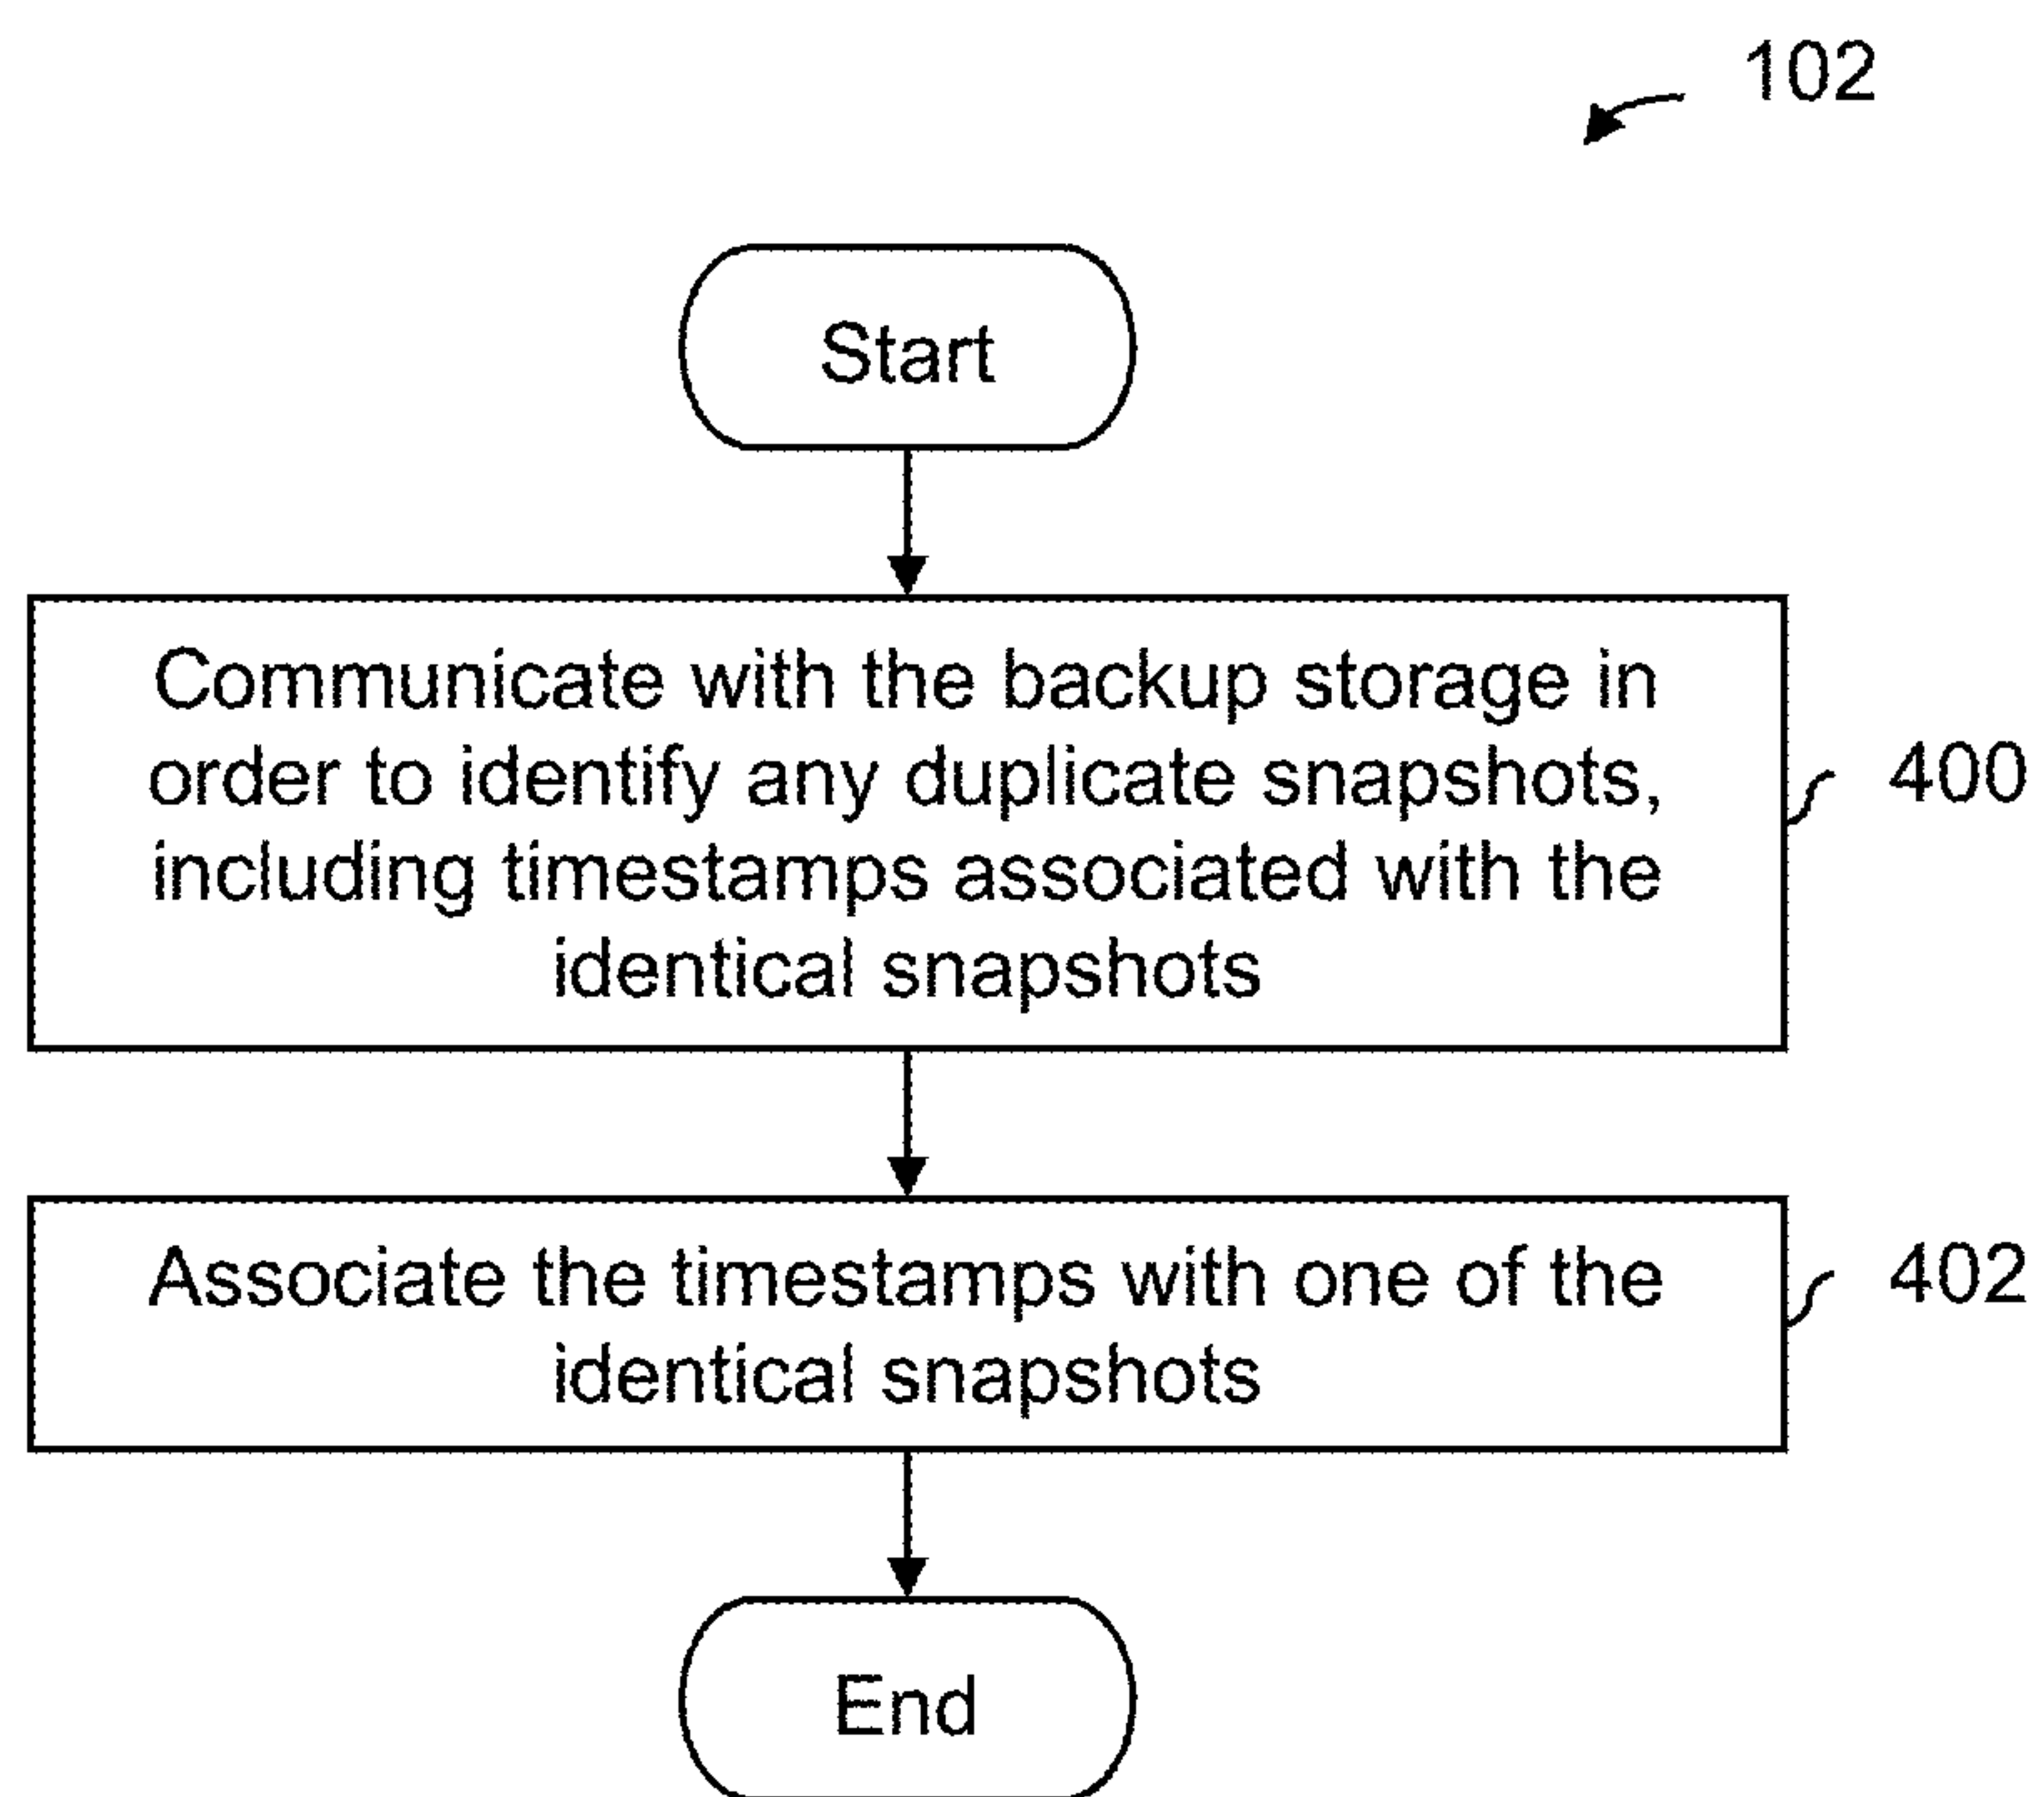 102
Start
Communicate with the backup storage in
order to identify any duplicate snapshots,
including timestamps associated with the
identical snapshots
400
Associate the timestamps with one of the
identical snapshots
402
End